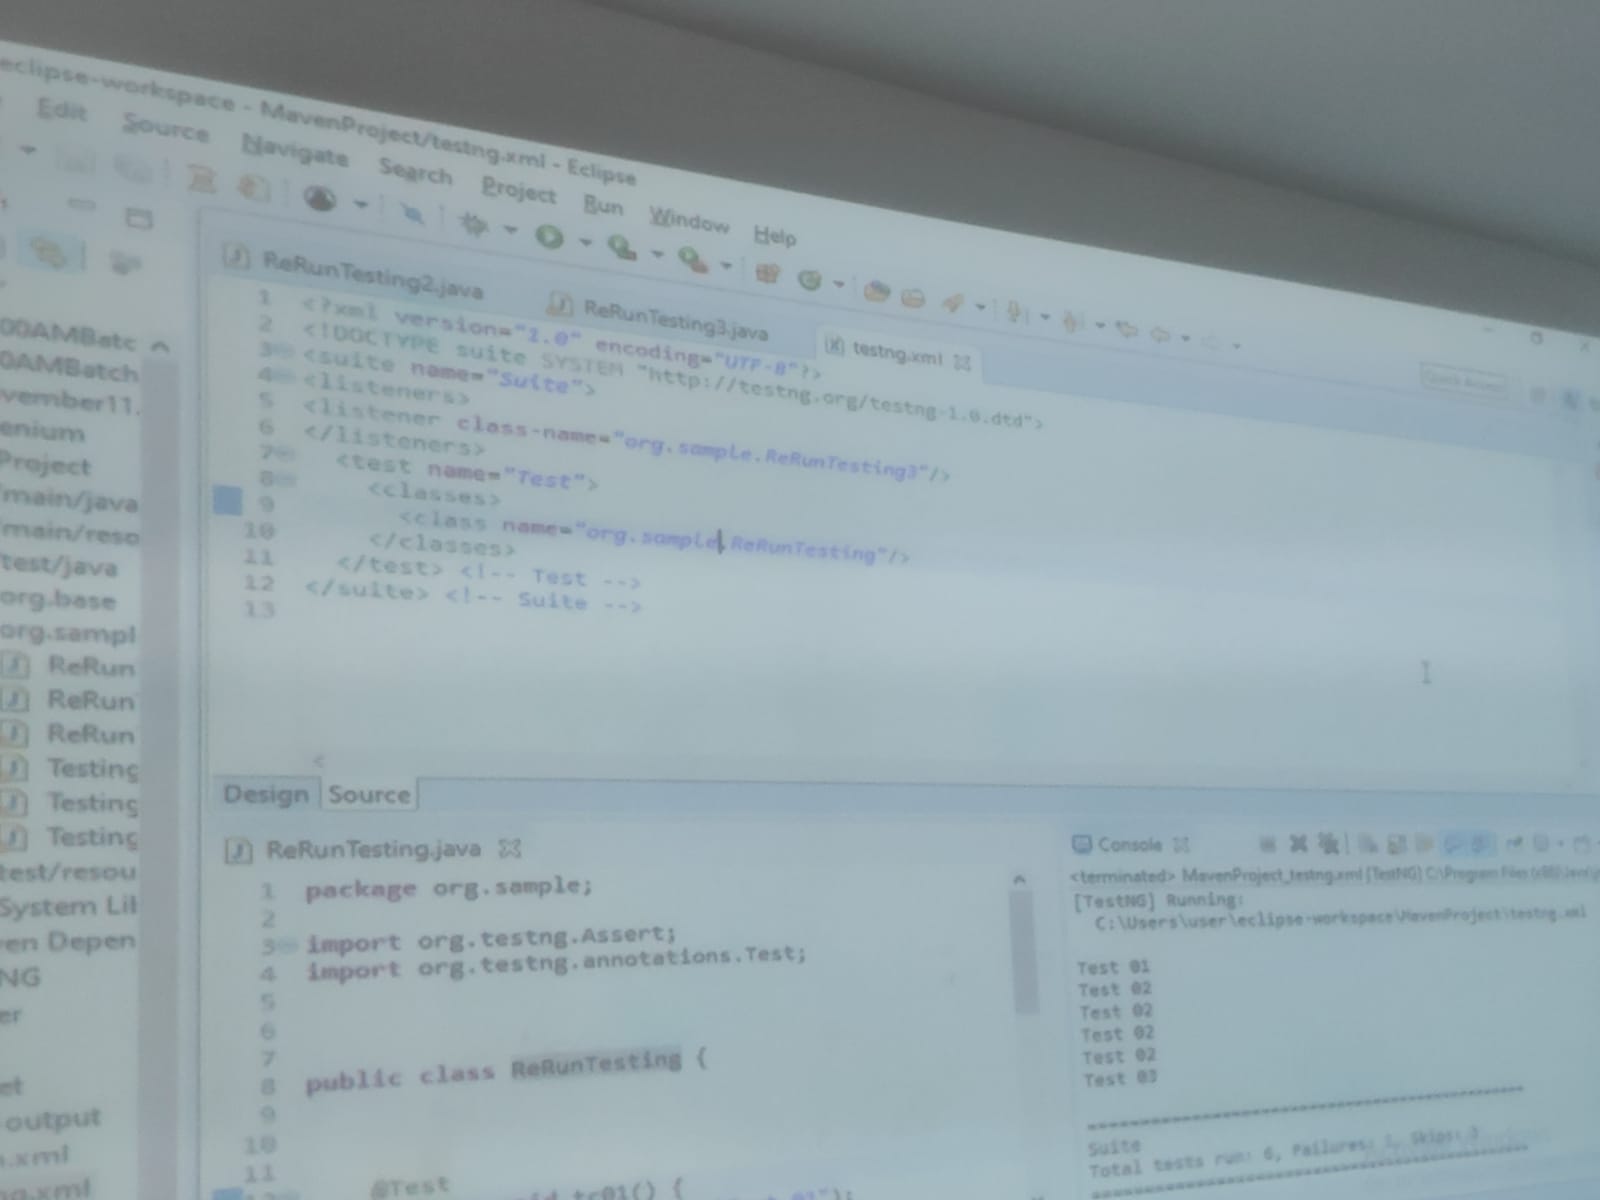 eclipse-workspace - MavenProject/testng.xml - Eclipse
Edit Source Navigate Search Project Run Window Help
ReRunTesting2.java ReRunTesting3.java testng.xml
1 <?xml version="1.0" encoding="UTF-8"?>
2 <!DOCTYPE suite SYSTEM "http://testng.org/testng-1.0.dtd">
3 <suite name="Suite">
4 <listeners>
5 <listener class-name="org.sample.ReRunTesting3"/>
6 </listeners>
7 <test name="Test">
8 <classes>
9 <class name="org.sample.ReRunTesting"/>
10 </classes>
11 </test> <!-- Test -->
12 </suite> <!-- Suite -->
13
Quick Access
00AMBatc
0AMBatch
vember11.
enium
Project
/main/java
/main/reso
test/java
org.base
org.sampl
ReRun
ReRun
ReRun
Testing
Testing
Testing
test/resou
System Lib
en Depen
NG
er
et
output
.xml
ng.xml
Design Source
ReRunTesting.java
1 package org.sample;
2
3 import org.testng.Assert;
4 import org.testng.annotations.Test;
5
6
7
8 public class ReRunTesting {
9
10
11 @Test
12 tc01() {
Console
<terminated> MavenProject_testng.xml [TestNG] C:\Program Files (x86)\Java\
[TestNG] Running:
C:\Users\user\eclipse-workspace\MavenProject\testng.xml
Test 01
Test 02
Test 02
Test 02
Test 02
Test 03
===============================================
Suite
Total tests run: 6, Failures: 1, Skips: 3
===============================================